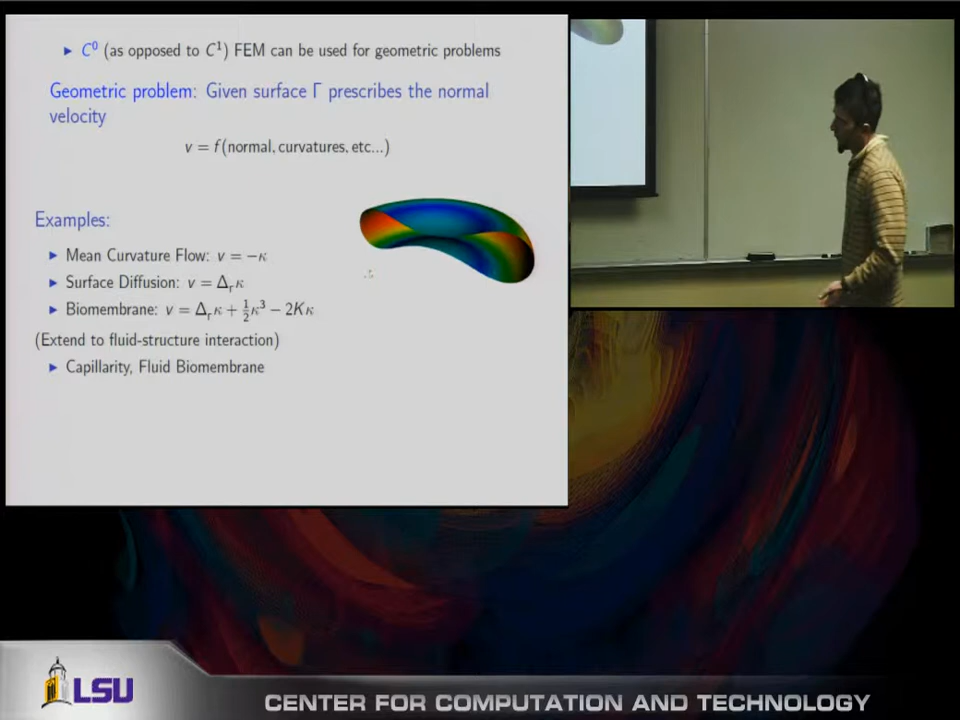 ▸ C⁰ (as opposed to C¹) FEM can be used for geometric problems
Geometric problem: Given surface Γ prescribes the normal
velocity
v = f(normal, curvatures, etc...)
Examples:
▸ Mean Curvature Flow: v = −κ
▸ Surface Diffusion: v = Δ_Γ κ
▸ Biomembrane: v = Δ_Γ κ + ½κ³ − 2Kκ
(Extend to fluid-structure interaction)
▸ Capillarity, Fluid Biomembrane
LSU
CENTER FOR COMPUTATION AND TECHNOLOGY